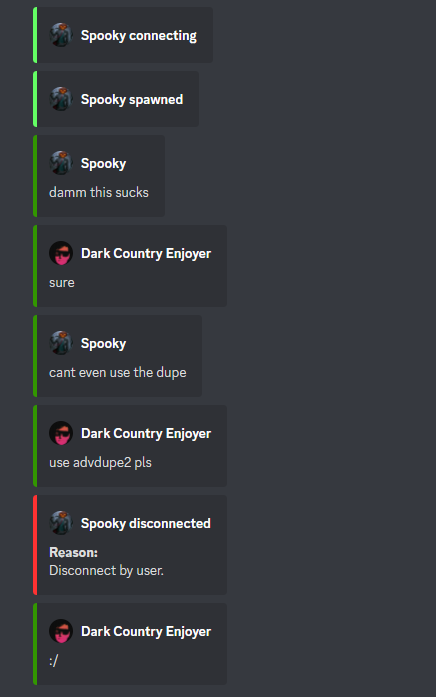 Spooky connecting
Spooky spawned
Spooky
damm this sucks
Dark Country Enjoyer
sure
Spooky
cant even use the dupe
Dark Country Enjoyer
use advdupe2 pls
Spooky disconnected
Reason:
Disconnect by user.
Dark Country Enjoyer
:/